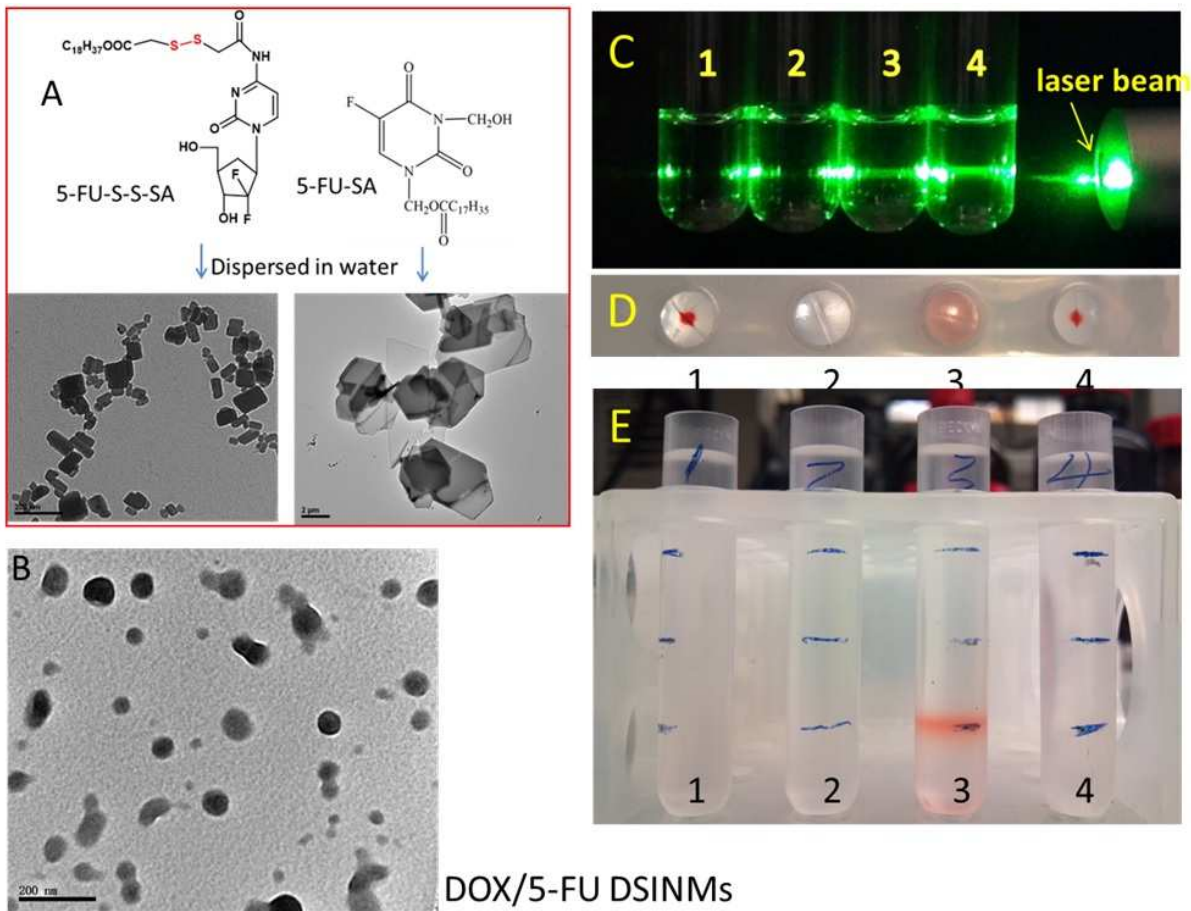 A
C₁₈H₃₇OOC
S
S
O
NH
N
O
N
HO
F
OH
F
5-FU-S-S-SA
O
F
N
CH₂OH
N
O
CH₂OCC₁₇H₃₅
O
5-FU-SA
Dispersed in water
2 µm
B
200 nm
DOX/5-FU DSINMs
C
1 2 3 4
laser beam
D
1 2 3 4
E
1 2 3 4
1 2 3 4